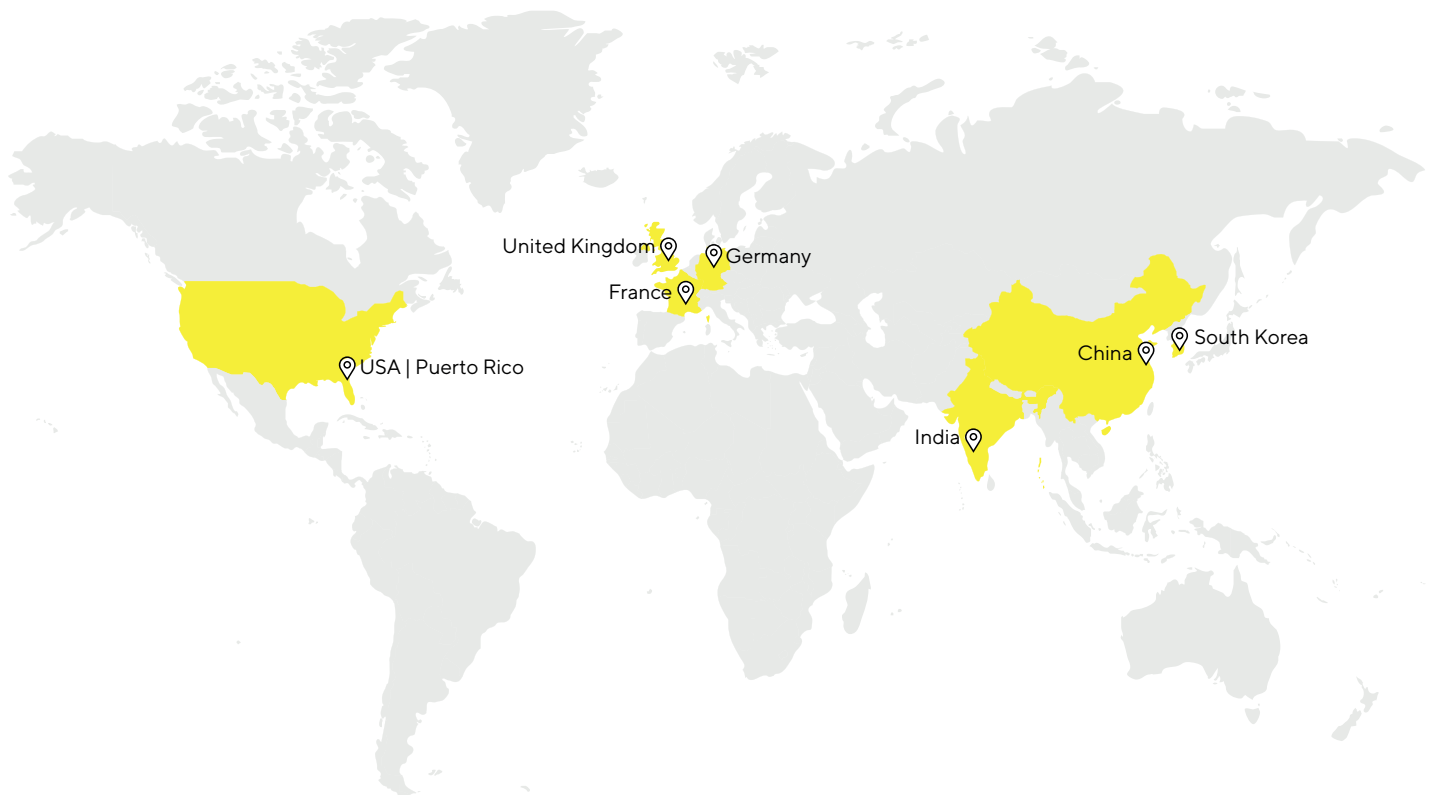 United Kingdom
Germany
France
South Korea
China
USA | Puerto Rico
India